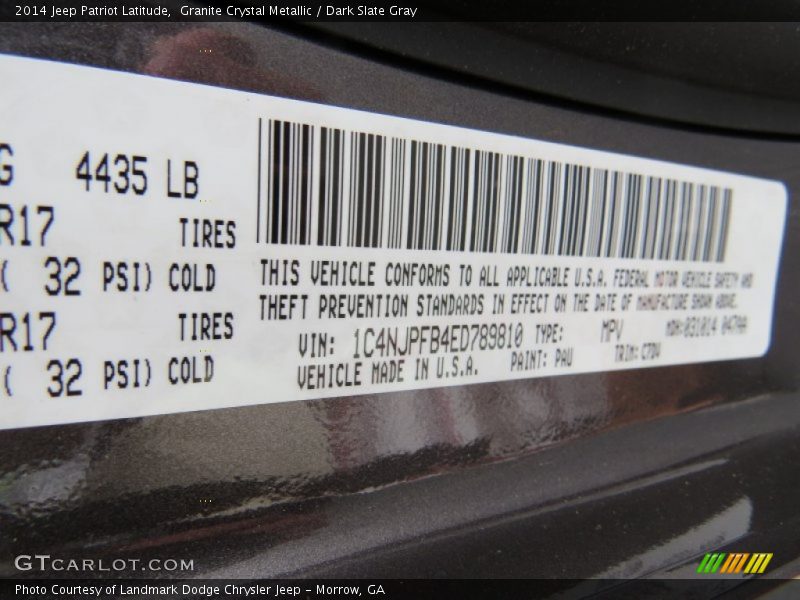 2014 Jeep Patriot Latitude, Granite Crystal Metallic / Dark Slate Gray
G 4435 LB
R17 TIRES
( 32 PSI) COLD
R17 TIRES
( 32 PSI) COLD
THIS VEHICLE CONFORMS TO ALL APPLICABLE U.S.A. FEDERAL MOTOR VEHICLE SAFETY AND
THEFT PREVENTION STANDARDS IN EFFECT ON THE DATE OF MANUFACTURE SHOWN ABOVE.
VIN: 1C4NJPFB4ED789810 TYPE: MPV MDH:031014
VEHICLE MADE IN U.S.A. PAINT: PAU TRIM:
GTCARLOT.COM
Photo Courtesy of Landmark Dodge Chrysler Jeep - Morrow, GA